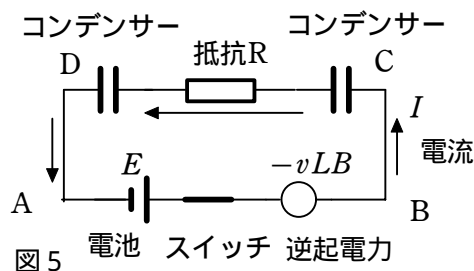 コンデンサー コンデンサー
D 抵抗R C
I
電流
E −vLB
A B
図5 電池 スイッチ 逆起電力